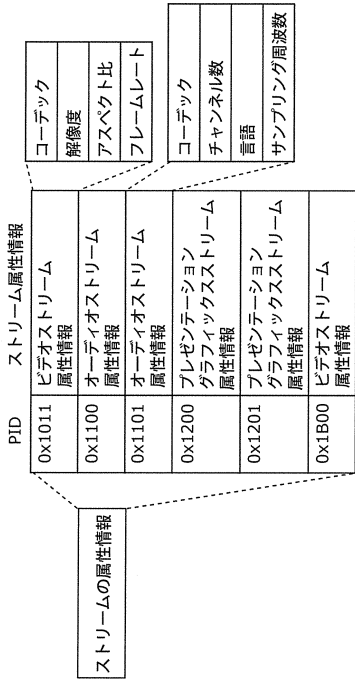 ストリームの属性情報
PID ストリーム属性情報
0x1011 ビデオストリーム
属性情報
0x1100 オーディオストリーム
属性情報
0x1101 オーディオストリーム
属性情報
0x1200 プレゼンテーション
グラフィックスストリーム
属性情報
0x1201 プレゼンテーション
グラフィックスストリーム
属性情報
0x1B00 ビデオストリーム
属性情報
コーデック
解像度
アスペクト比
フレームレート
コーデック
チャンネル数
言語
サンプリング周波数